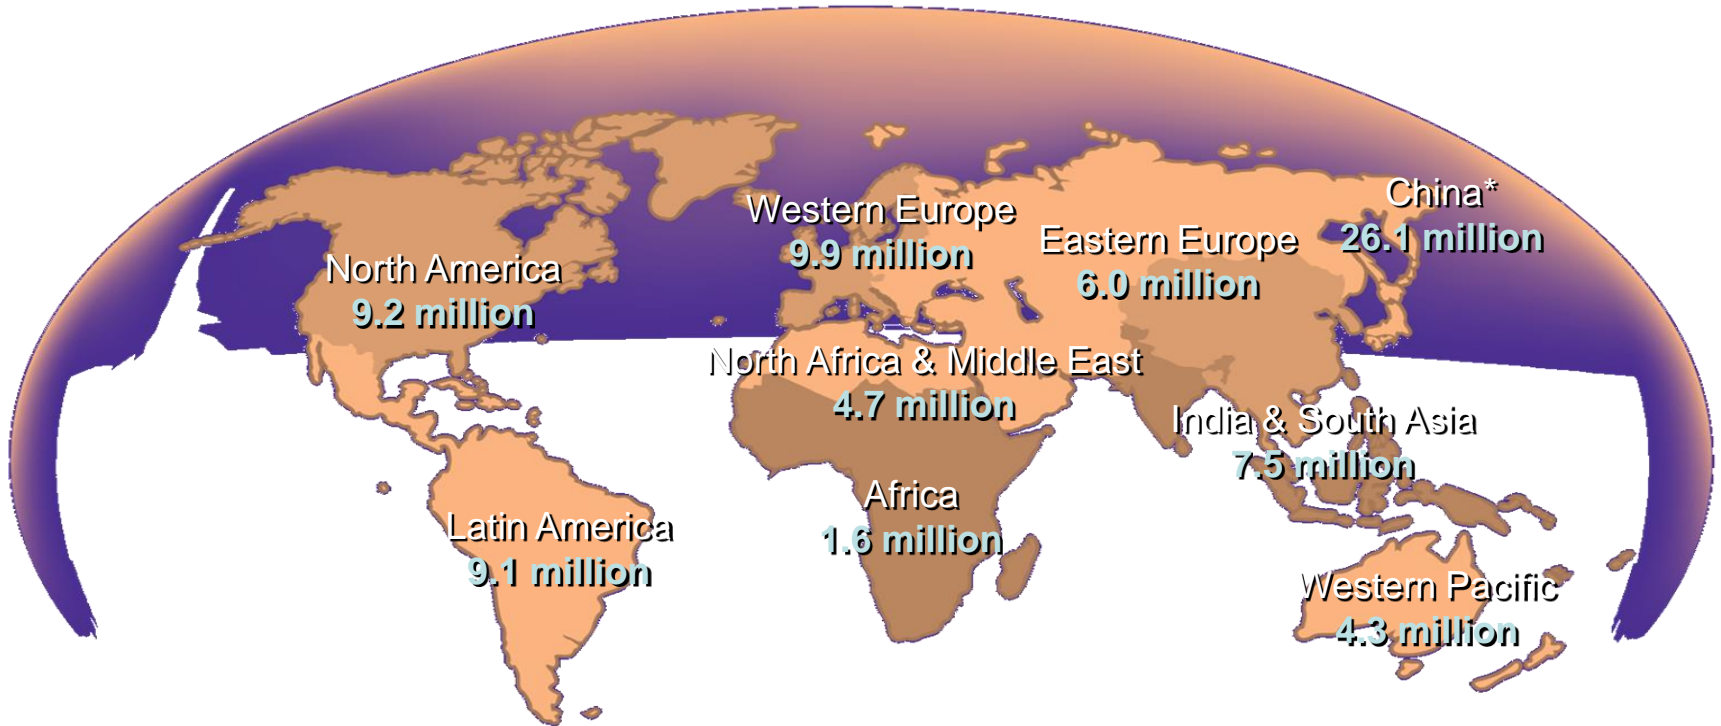 China*
26.1 million
Western Europe
9.9 million
Eastern Europe
6.0 million
North America
9.2 million
North Africa & Middle East
4.7 million
India & South Asia
7.5 million
Africa
1.6 million
Latin America
9.1 million
Western Pacific
4.3 million